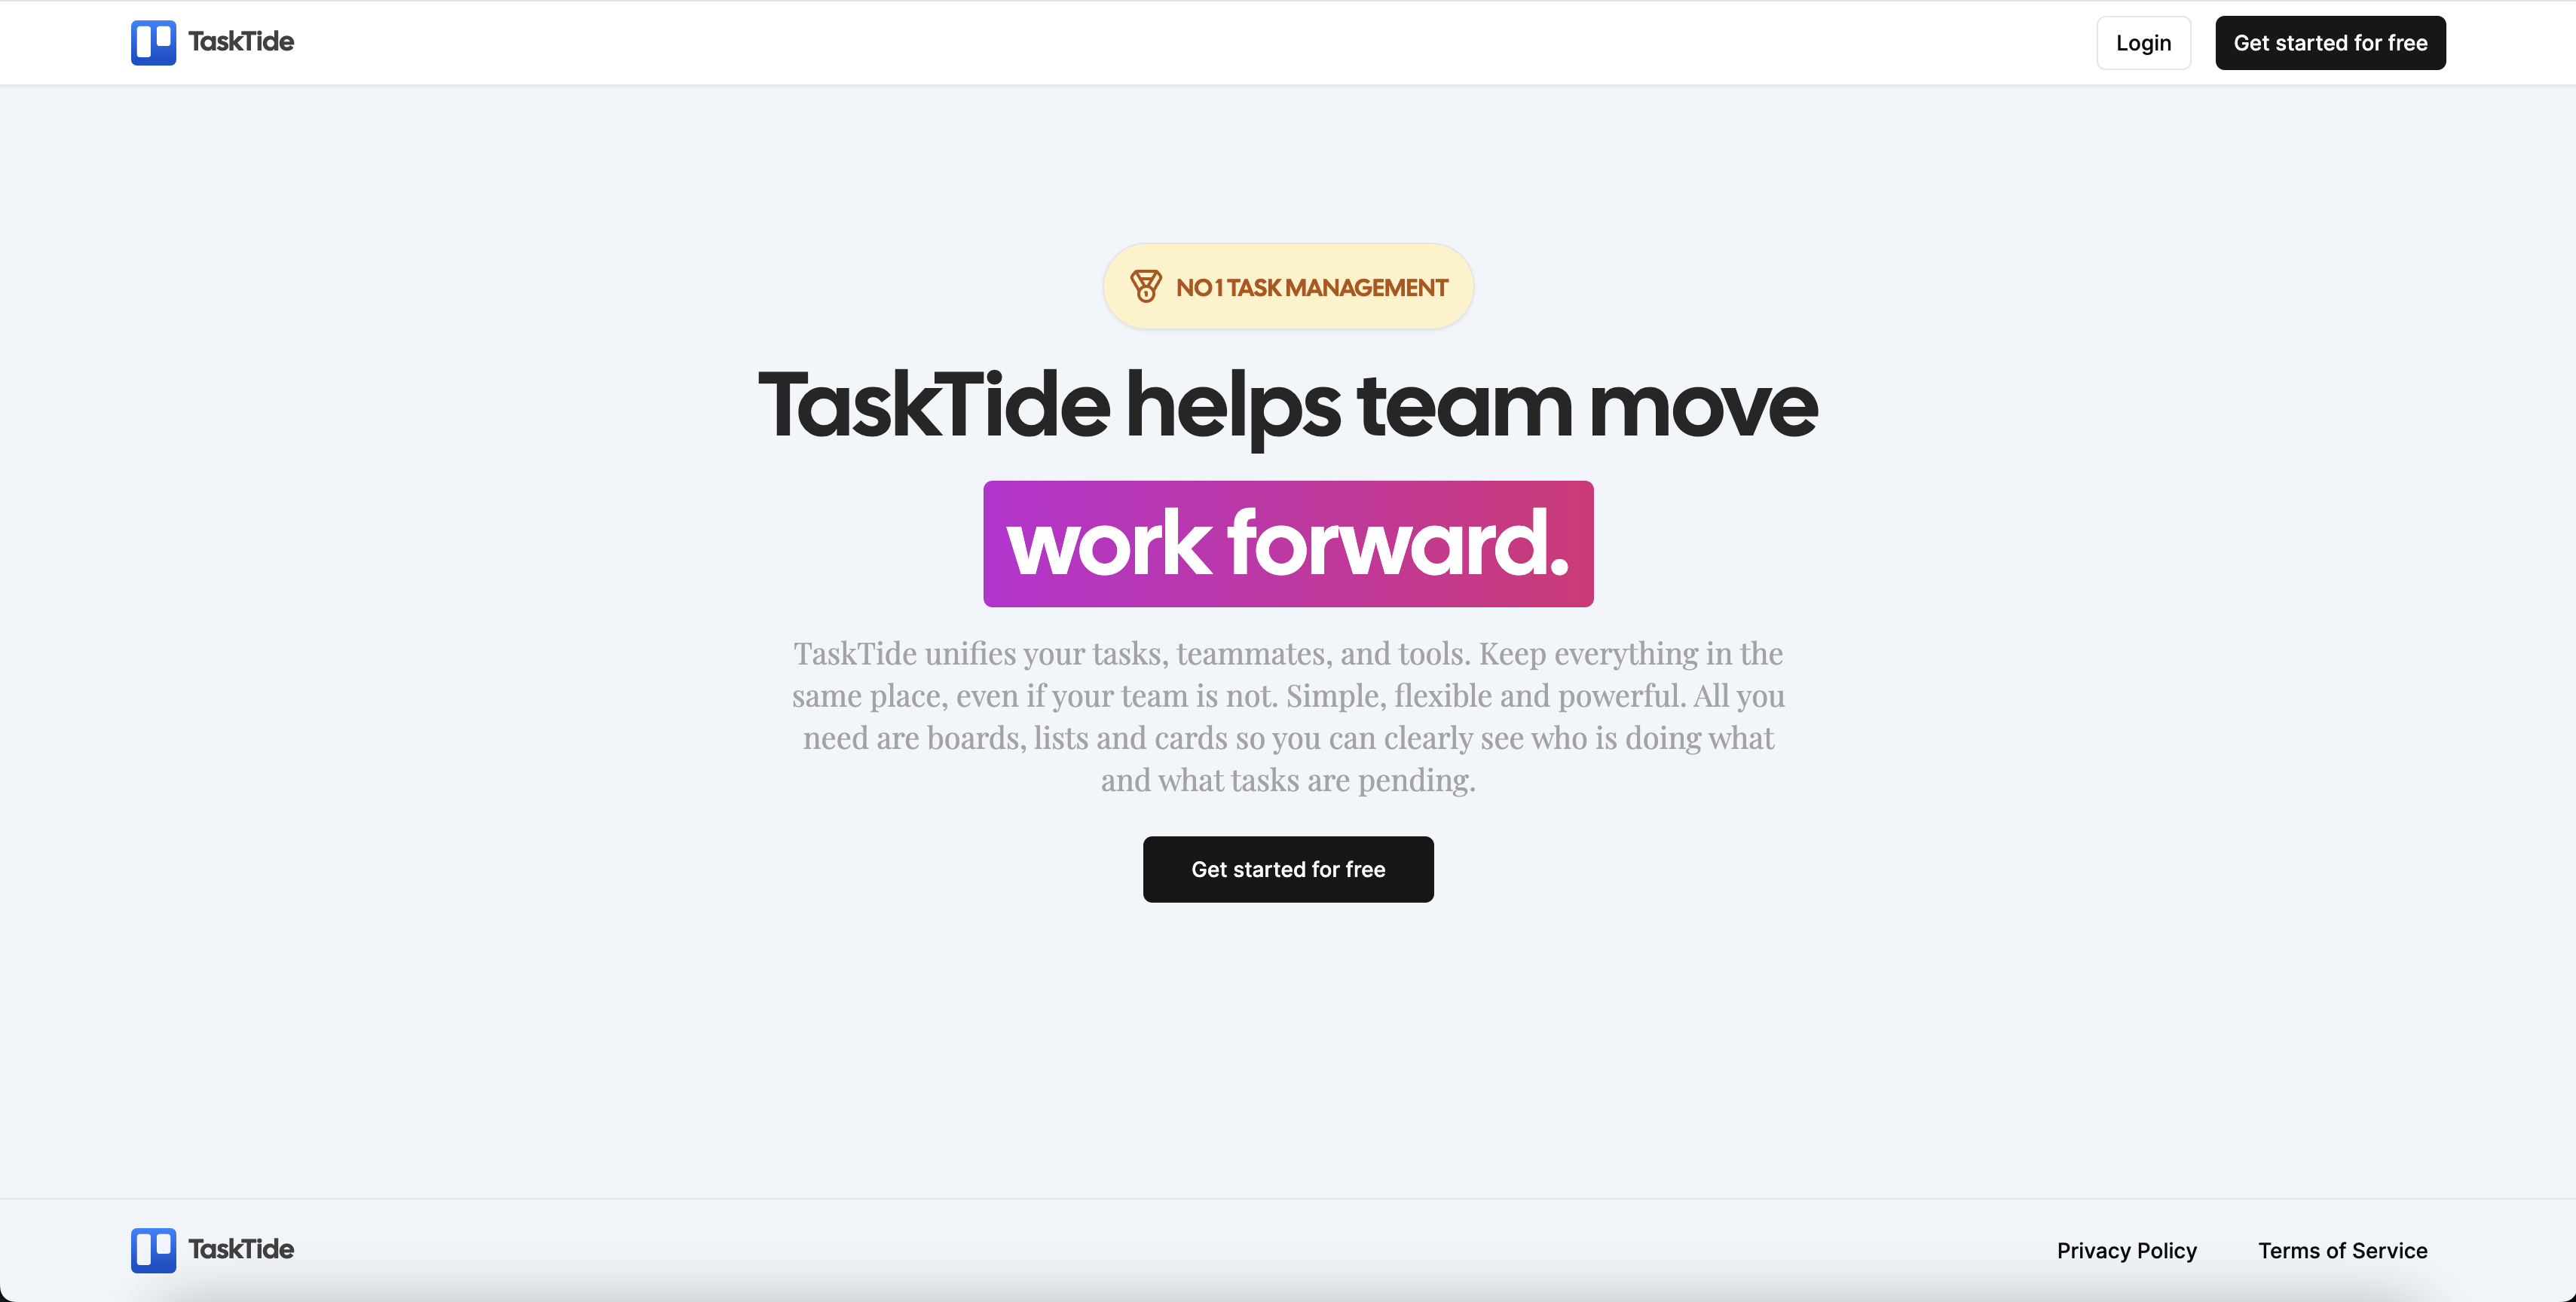 TaskTide
Login
Get started for free
NO 1 TASK MANAGEMENT
TaskTide helps team move
work forward.
TaskTide unifies your tasks, teammates, and tools. Keep everything in the
same place, even if your team is not. Simple, flexible and powerful. All you
need are boards, lists and cards so you can clearly see who is doing what
and what tasks are pending.
Get started for free
TaskTide
Privacy Policy
Terms of Service